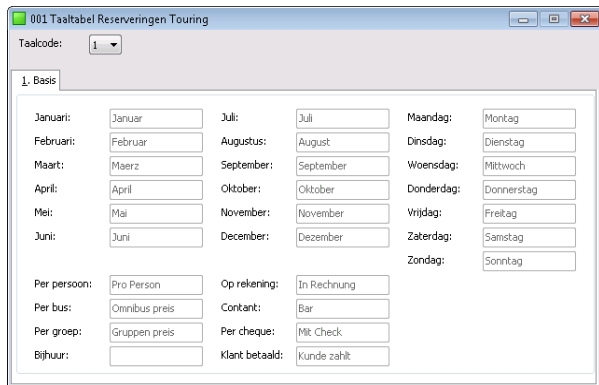 001 Taaltabel Reserveringen Touring
Taalcode: 1
1. Basis
Januari: Januar Juli: Juli Maandag: Montag
Februari: Februar Augustus: August Dinsdag: Dienstag
Maart: Maerz September: September Woensdag: Mittwoch
April: April Oktober: Oktober Donderdag: Donnerstag
Mei: Mai November: November Vrijdag: Freitag
Juni: Juni December: Dezember Zaterdag: Samstag
Zondag: Sonntag
Per persoon: Pro Person Op rekening: In Rechnung
Per bus: Omnibus preis Contant: Bar
Per groep: Gruppen preis Per cheque: Mit Check
Bijhuur: Klant betaald: Kunde zahlt